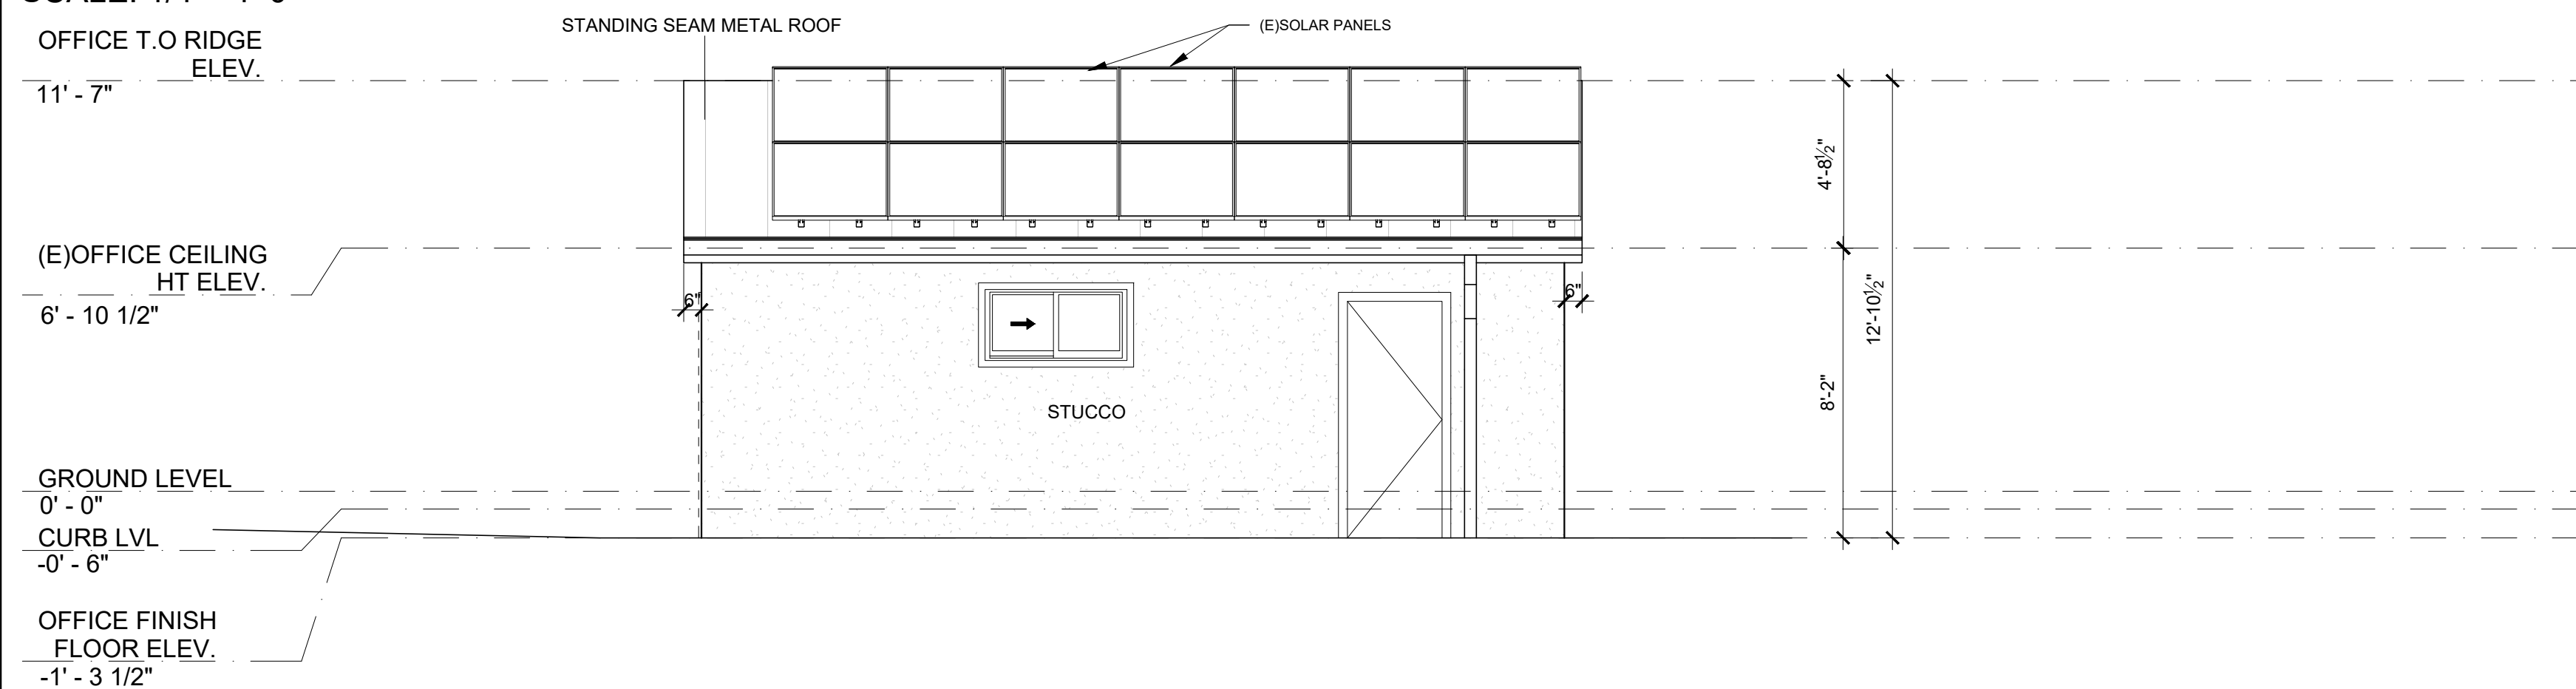 STANDING SEAM METAL ROOF
(E)SOLAR PANELS
OFFICE T.O RIDGE
ELEV.
11' - 7"
(E)OFFICE CEILING
HT ELEV.
6' - 10 1/2"
6"
6"
4'-8½"
12'-10½"
8'-2"
STUCCO
GROUND LEVEL
0' - 0"
CURB LVL
-0' - 6"
OFFICE FINISH
FLOOR ELEV.
-1' - 3 1/2"